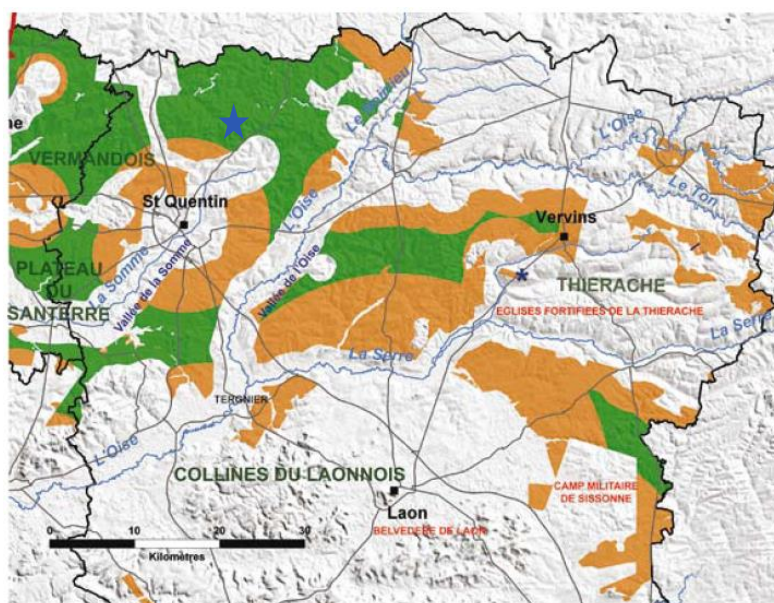 ne
VERMANDOIS
Le Noirrieu
L'Oise
Le Ton
St Quentin
L'Oise
Vervins
La Somme
Vallée de la Somme
Vallée de l'Oise
PLATEAU
DU
SANTERRE
THIERACHE
EGLISES FORTIFIEES DE LA THIERACHE
La Serre
La Serre
TERGNIER
L'Oise
COLLINES DU LAONNOIS
CAMP MILITAIRE
DE SISSONNE
Laon
BELVEDERE DE LAON
0 10 20 30
Kilomètres